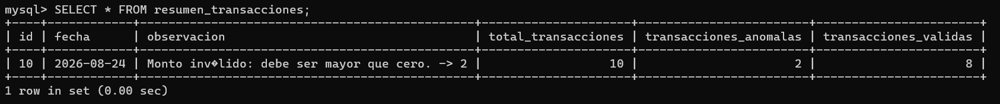 mysql> SELECT * FROM resumen_transacciones;
+----+------------+-----------------------------------------------+--------------------+------------------------+-----------------------+
| id | fecha      | observacion                                   | total_transacciones | transacciones_anomalas | transacciones_validas |
+----+------------+-----------------------------------------------+--------------------+------------------------+-----------------------+
| 10 | 2026-08-24 | Monto inv�lido: debe ser mayor que cero. -> 2 |                  10 |                      2 |                     8 |
+----+------------+-----------------------------------------------+--------------------+------------------------+-----------------------+
1 row in set (0.00 sec)